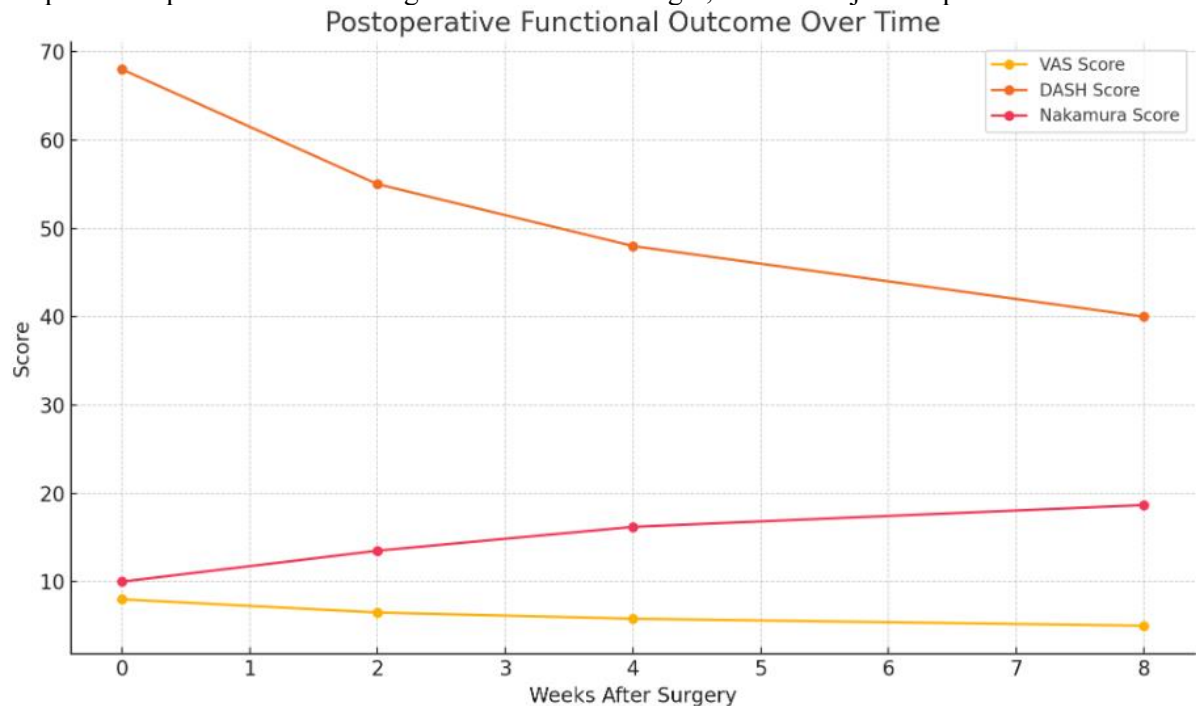 Postoperative Functional Outcome Over Time
70
60
50
40
30
20
10
Score
VAS Score
DASH Score
Nakamura Score
0 1 2 3 4 5 6 7 8
Weeks After Surgery